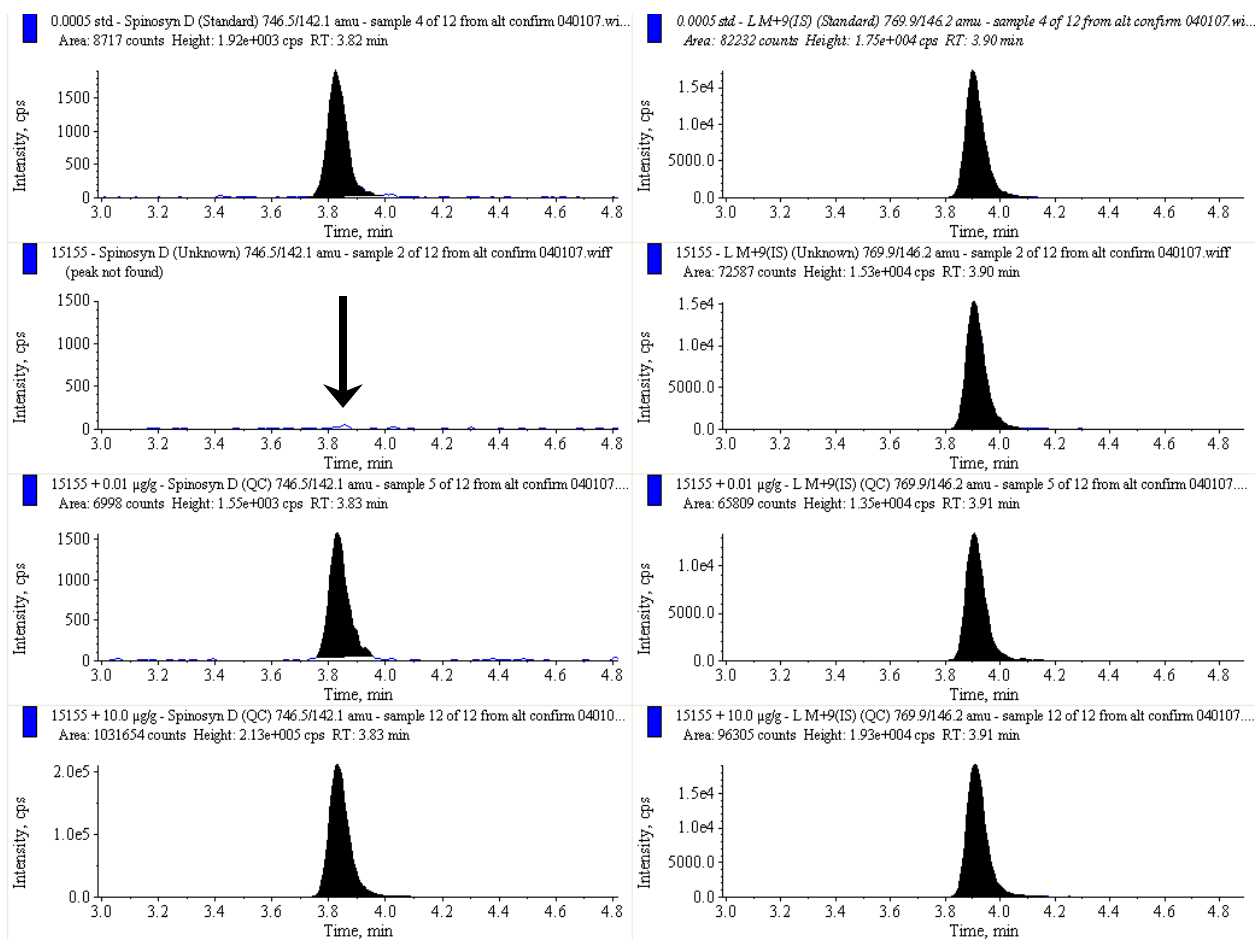 0.0005 std - Spinosyn D (Standard) 746.5/142.1 amu - sample 4 of 12 from alt confirm 040107.wi...
Area: 8717 counts Height: 1.92e+003 cps RT: 3.82 min
Intensity, cps
1500
1000
500
0
3.0 3.2 3.4 3.6 3.8 4.0 4.2 4.4 4.6 4.8
Time, min
0.0005 std - L M+9(IS) (Standard) 769.9/146.2 amu - sample 4 of 12 from alt confirm 040107.wi...
Area: 82232 counts Height: 1.75e+004 cps RT: 3.90 min
Intensity, cps
1.5e4
1.0e4
5000.0
0.0
3.0 3.2 3.4 3.6 3.8 4.0 4.2 4.4 4.6 4.8
Time, min
15155 - Spinosyn D (Unknown) 746.5/142.1 amu - sample 2 of 12 from alt confirm 040107.wiff
(peak not found)
Intensity, cps
1500
1000
500
0
3.0 3.2 3.4 3.6 3.8 4.0 4.2 4.4 4.6 4.8
Time, min
15155 - L M+9(IS) (Unknown) 769.9/146.2 amu - sample 2 of 12 from alt confirm 040107.wiff
Area: 72587 counts Height: 1.53e+004 cps RT: 3.90 min
Intensity, cps
1.5e4
1.0e4
5000.0
0.0
3.0 3.2 3.4 3.6 3.8 4.0 4.2 4.4 4.6 4.8
Time, min
15155 + 0.01 µg/g - Spinosyn D (QC) 746.5/142.1 amu - sample 5 of 12 from alt confirm 040107....
Area: 6998 counts Height: 1.55e+003 cps RT: 3.83 min
Intensity, cps
1500
1000
500
0
3.0 3.2 3.4 3.6 3.8 4.0 4.2 4.4 4.6 4.8
Time, min
15155 + 0.01 µg/g - L M+9(IS) (QC) 769.9/146.2 amu - sample 5 of 12 from alt confirm 040107....
Area: 65809 counts Height: 1.35e+004 cps RT: 3.91 min
Intensity, cps
1.0e4
5000.0
0.0
3.0 3.2 3.4 3.6 3.8 4.0 4.2 4.4 4.6 4.8
Time, min
15155 + 10.0 µg/g - Spinosyn D (QC) 746.5/142.1 amu - sample 12 of 12 from alt confirm 04010...
Area: 1031654 counts Height: 2.13e+005 cps RT: 3.83 min
Intensity, cps
2.0e5
1.0e5
0.0
3.0 3.2 3.4 3.6 3.8 4.0 4.2 4.4 4.6 4.8
Time, min
15155 + 10.0 µg/g - L M+9(IS) (QC) 769.9/146.2 amu - sample 12 of 12 from alt confirm 040107....
Area: 96305 counts Height: 1.93e+004 cps RT: 3.91 min
Intensity, cps
1.5e4
1.0e4
5000.0
0.0
3.0 3.2 3.4 3.6 3.8 4.0 4.2 4.4 4.6 4.8
Time, min